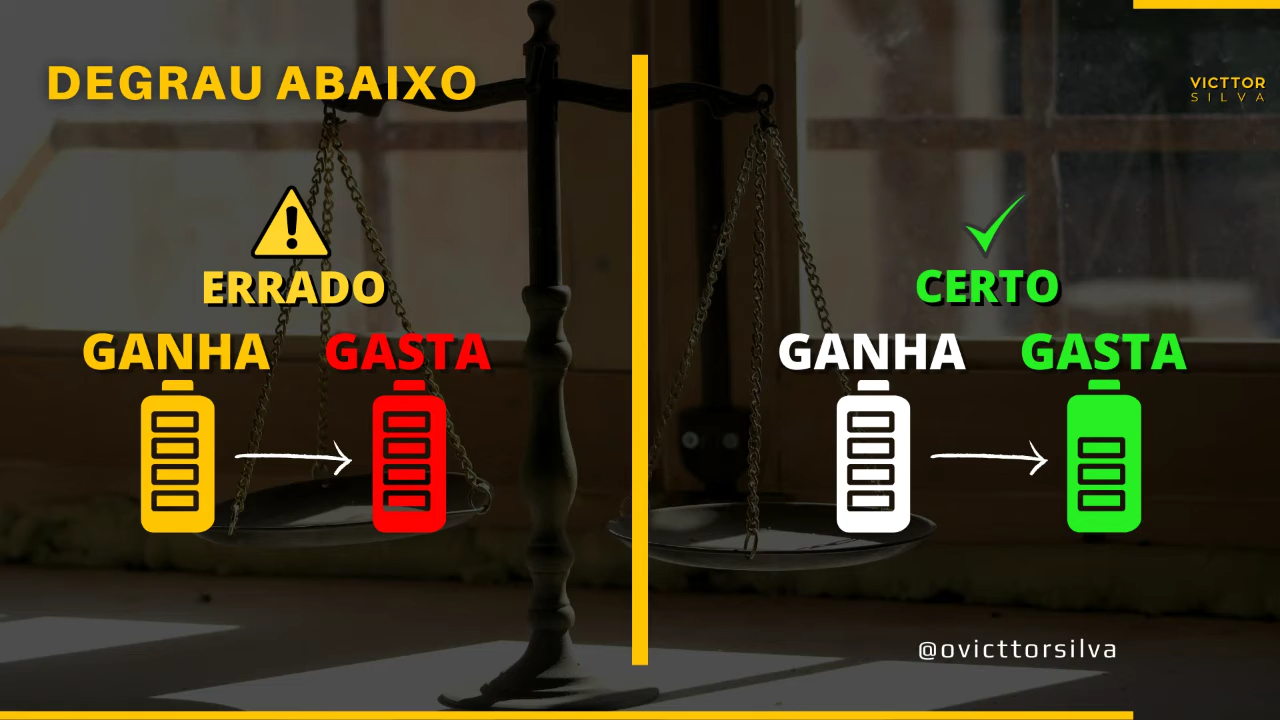 DEGRAU ABAIXO
VICTTOR
SILVA
ERRADO
GANHA GASTA
CERTO
GANHA GASTA
@ovicttorsilva